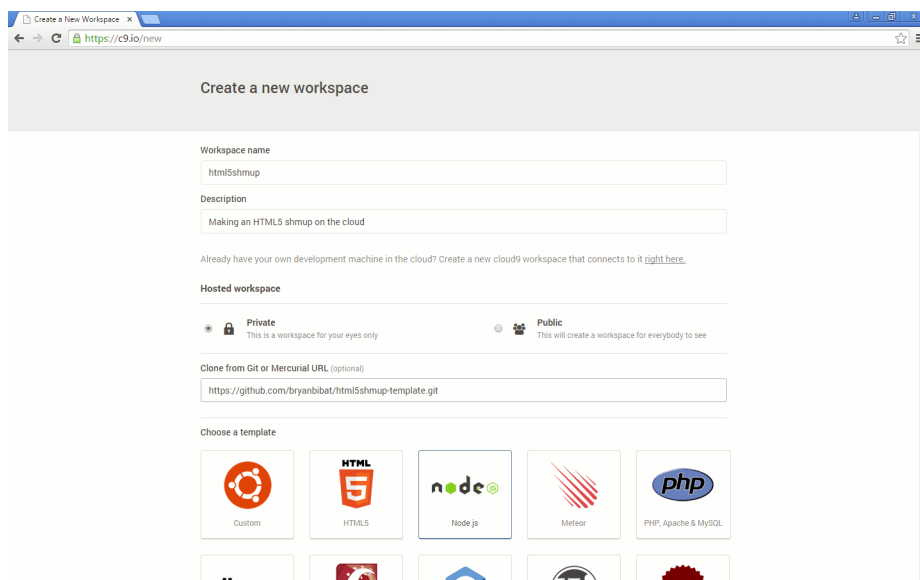 Create a New Workspace
https://c9.io/new
Create a new workspace
Workspace name
html5shmup
Description
Making an HTML5 shmup on the cloud
Already have your own development machine in the cloud? Create a new cloud9 workspace that connects to it right here.
Hosted workspace
Private
This is a workspace for your eyes only
Public
This will create a workspace for everybody to see
Clone from Git or Mercurial URL (optional)
https://github.com/bryanbibat/html5shmup-template.git
Choose a template
HTML
5
node JS
php
Custom
HTML5
Node.js
Meteor
PHP, Apache & MySQL